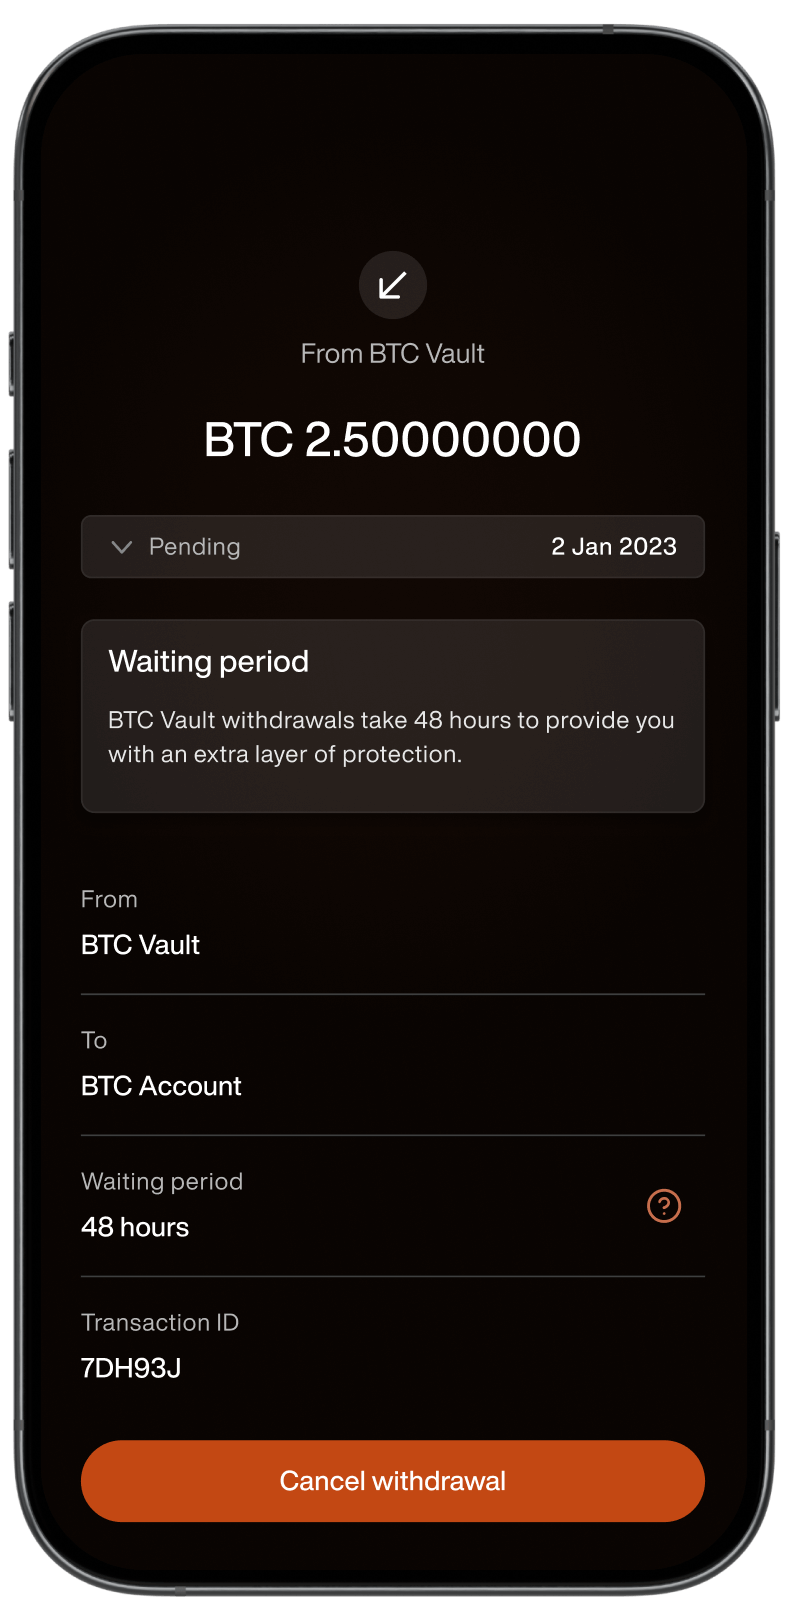 From BTC Vault
BTC 2.50000000
Pending 2 Jan 2023
Waiting period
BTC Vault withdrawals take 48 hours to provide you
with an extra layer of protection.
From
BTC Vault
To
BTC Account
Waiting period
48 hours
?
Transaction ID
7DH93J
Cancel withdrawal